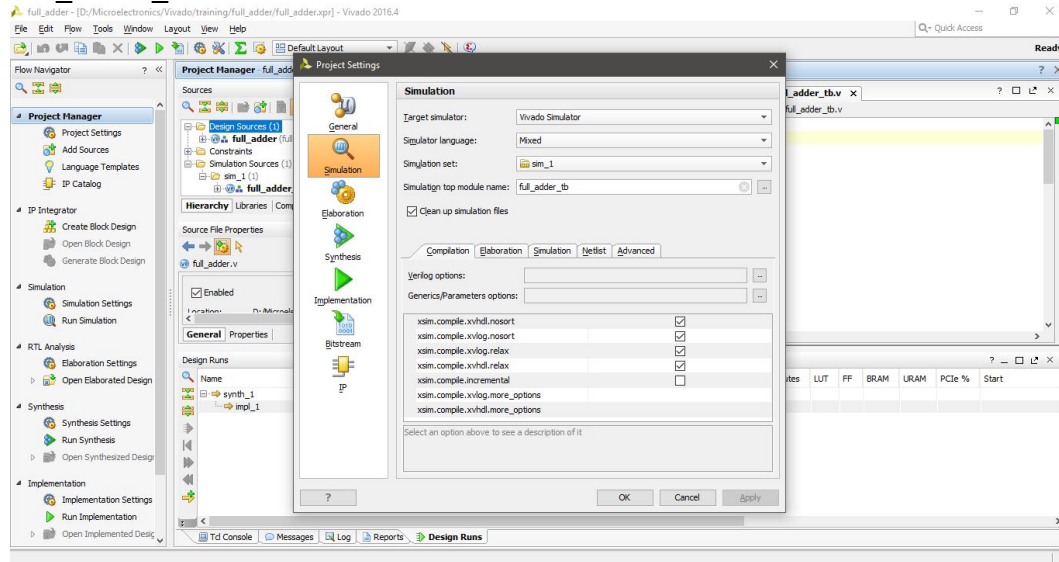 full_adder - [D:/Microelectronics/Vivado/training/full_adder/full_adder.xpr] - Vivado 2016.4
File Edit Flow Tools Window Layout View Help
Quick Access
Default Layout
Ready
Flow Navigator
Project Manager
Project Settings
Add Sources
Language Templates
IP Catalog
IP Integrator
Create Block Design
Open Block Design
Generate Block Design
Simulation
Simulation Settings
Run Simulation
RTL Analysis
Elaboration Settings
Open Elaborated Design
Synthesis
Synthesis Settings
Run Synthesis
Open Synthesized Design
Implementation
Implementation Settings
Run Implementation
Open Implemented Desig
Project Manager - full_add
Sources
Design Sources (1)
full_adder (full
Constraints
Simulation Sources (1)
sim_1 (1)
full_adder_
Hierarchy Libraries Com
Source File Properties
full_adder.v
Enabled
Location: D:/Microele
General Properties
Design Runs
Name
synth_1
impl_1
Project Settings
General
Simulation
Elaboration
Synthesis
Implementation
Bitstream
IP
Simulation
Target simulator: Vivado Simulator
Simulator language: Mixed
Simulation set: sim_1
Simulation top module name: full_adder_tb
Clean up simulation files
Compilation Elaboration Simulation Netlist Advanced
Verilog options:
Generics/Parameters options:
xsim.compile.xvhdl.nosort
xsim.compile.xvlog.nosort
xsim.compile.xvlog.relax
xsim.compile.xvhdl.relax
xsim.compile.incremental
xsim.compile.xvlog.more_options
xsim.compile.xvhdl.more_options
Select an option above to see a description of it
? OK Cancel Apply
l_adder_tb.v
full_adder_tb.v
utes LUT FF BRAM URAM PCIe % Start
Tcl Console Messages Log Reports Design Runs